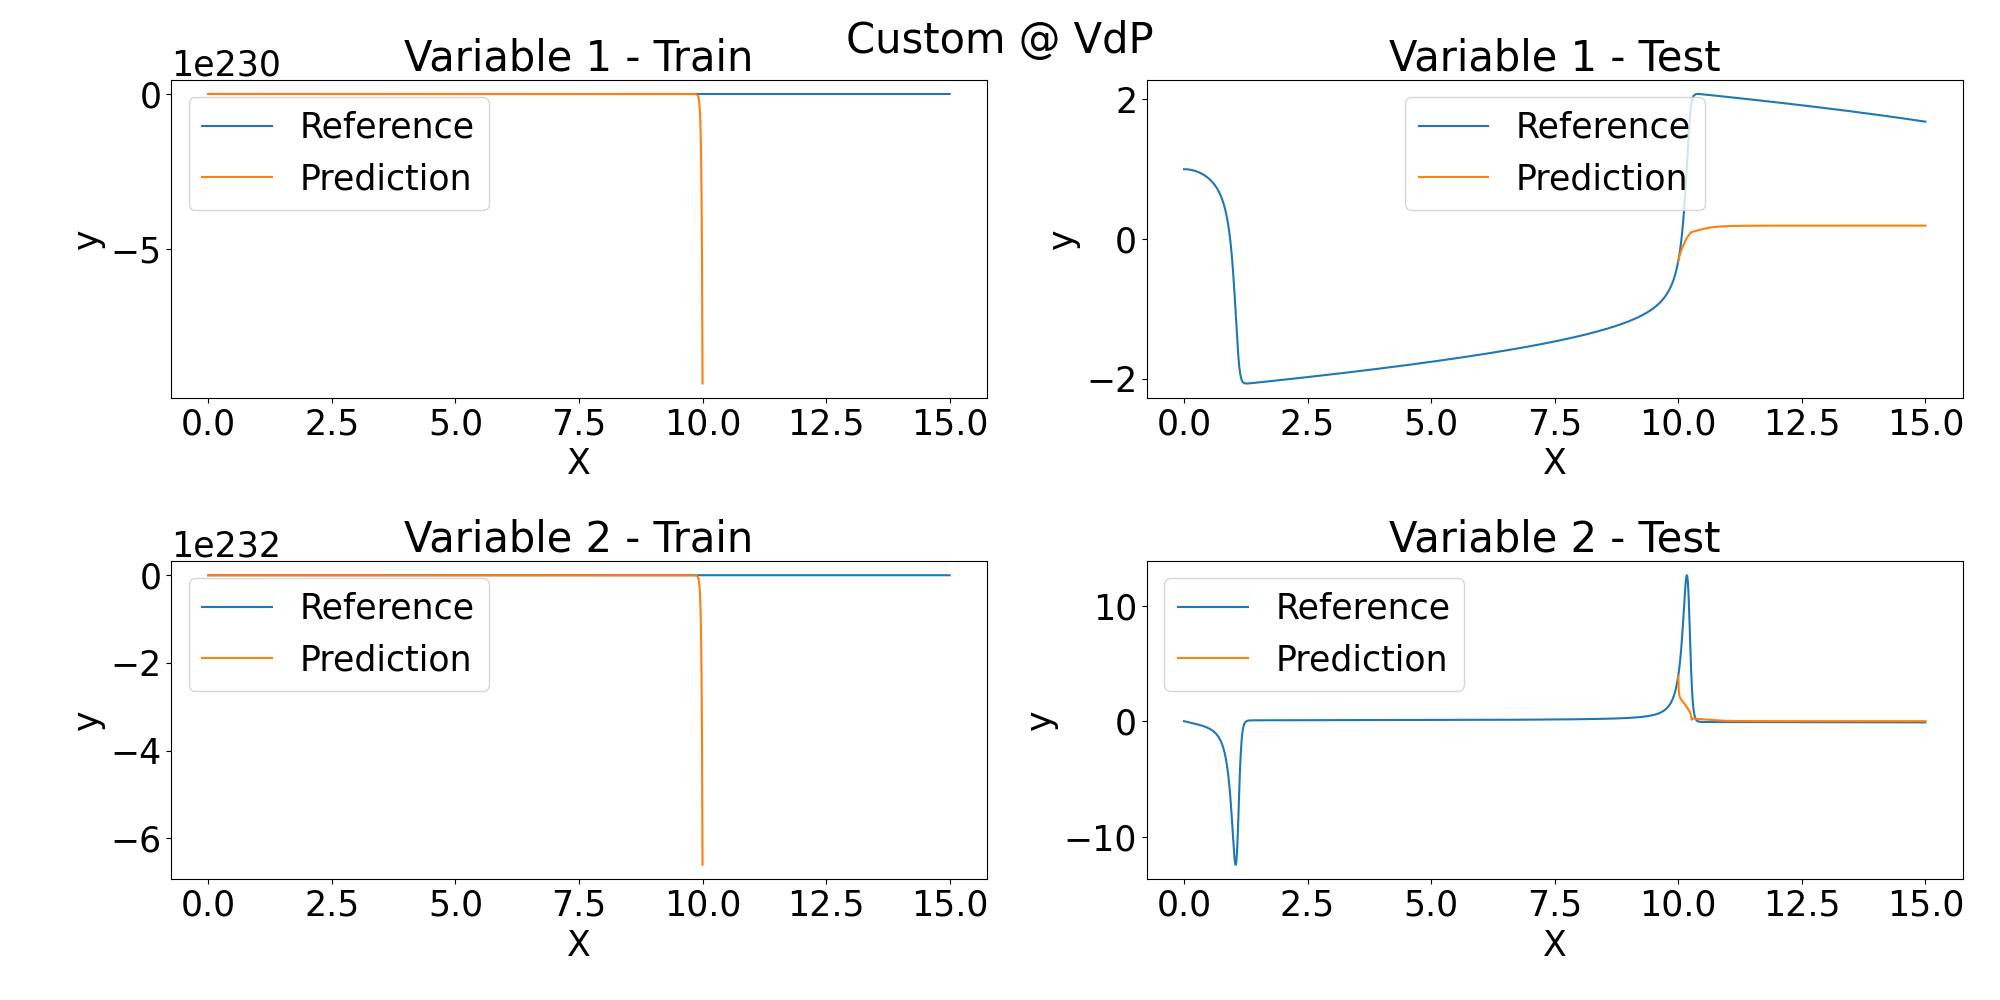 Custom @ VdP
Variable 1 - Train
1e230
0
−5
y
Reference
Prediction
0.0 2.5 5.0 7.5 10.0 12.5 15.0
X
Variable 1 - Test
2
0
−2
y
Reference
Prediction
0.0 2.5 5.0 7.5 10.0 12.5 15.0
X
Variable 2 - Train
1e232
0
−2
−4
−6
y
Reference
Prediction
0.0 2.5 5.0 7.5 10.0 12.5 15.0
X
Variable 2 - Test
10
0
−10
y
Reference
Prediction
0.0 2.5 5.0 7.5 10.0 12.5 15.0
X